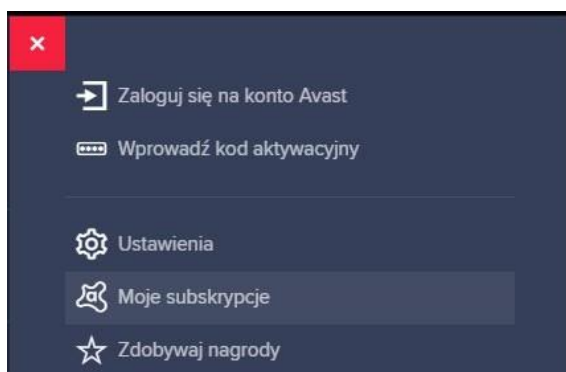 Zaloguj się na konto Avast
Wprowadź kod aktywacyjny
Ustawienia
Moje subskrypcje
Zdobywaj nagrody